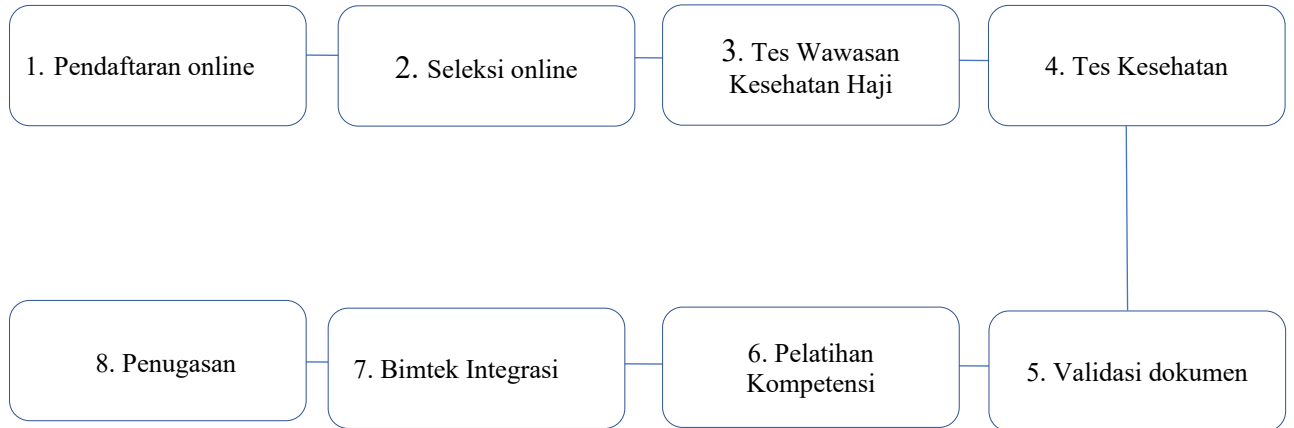 1. Pendaftaran online
2. Seleksi online
3. Tes Wawasan
Kesehatan Haji
4. Tes Kesehatan
8. Penugasan
7. Bimtek Integrasi
6. Pelatihan
Kompetensi
5. Validasi dokumen